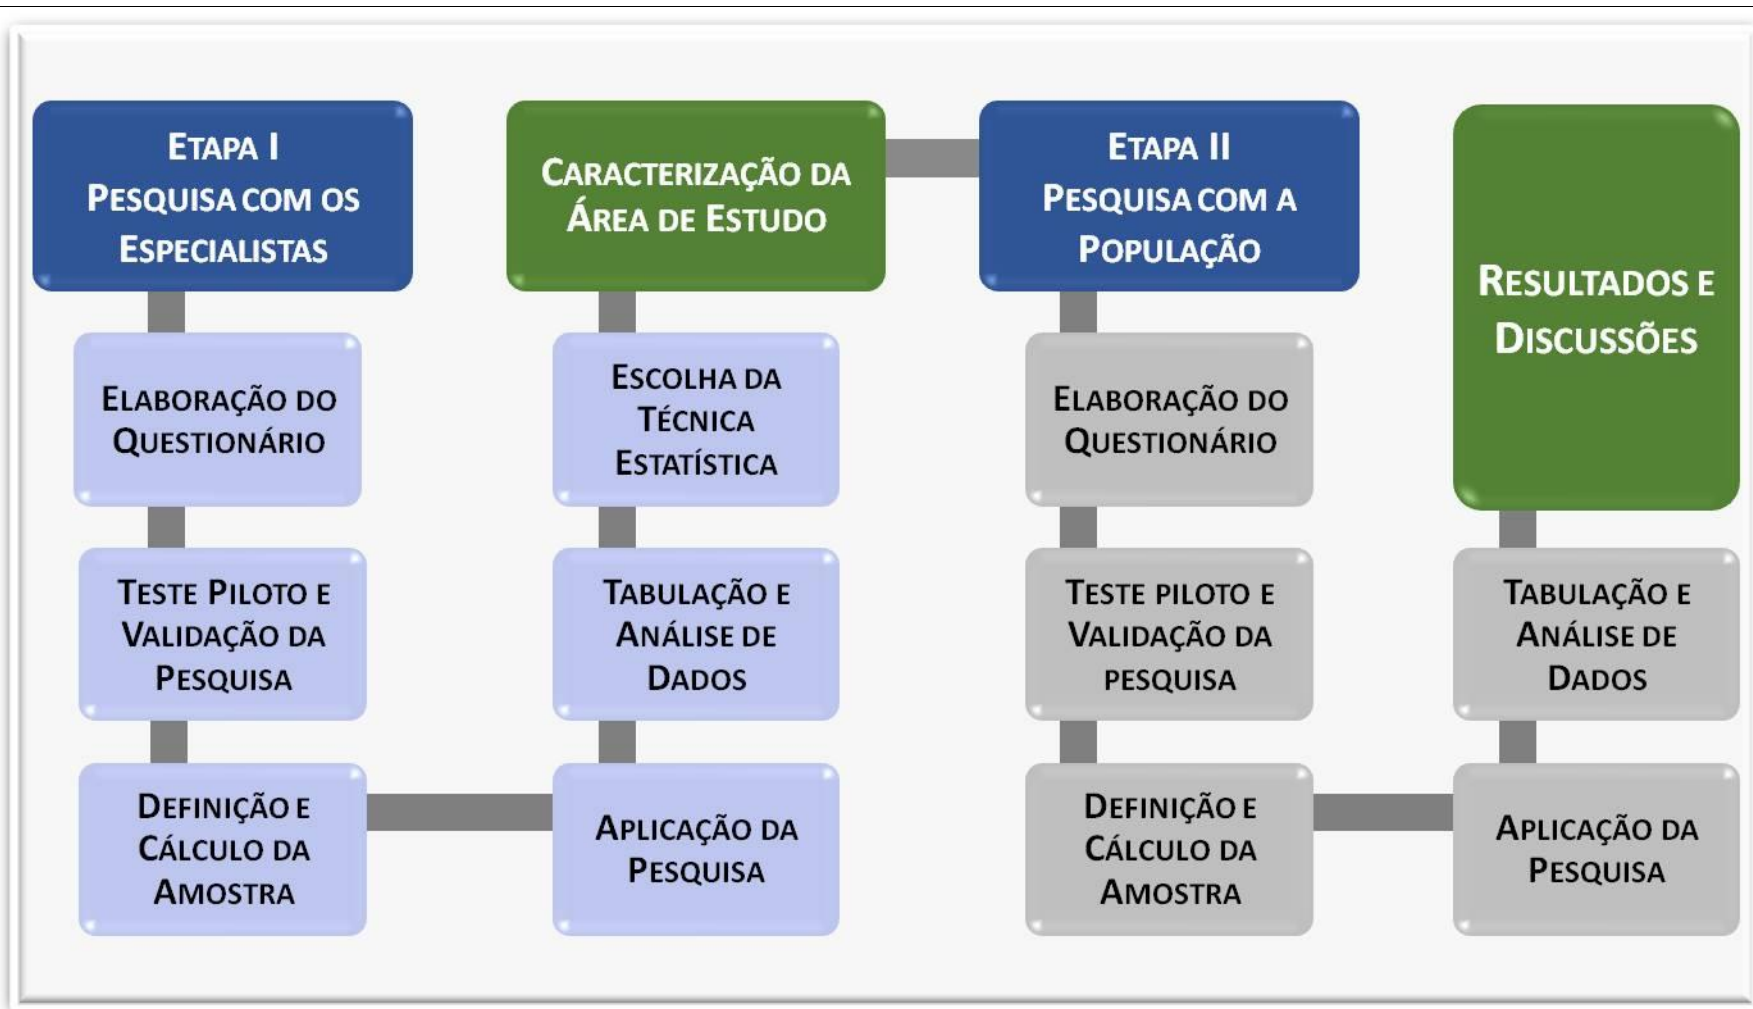 ETAPA I
PESQUISA COM OS
ESPECIALISTAS
ELABORAÇÃO DO
QUESTIONÁRIO
TESTE PILOTO E
VALIDAÇÃO DA
PESQUISA
DEFINIÇÃO E
CÁLCULO DA
AMOSTRA
APLICAÇÃO DA
PESQUISA
TABULAÇÃO E
ANÁLISE DE
DADOS
ESCOLHA DA
TÉCNICA
ESTATÍSTICA
CARACTERIZAÇÃO DA
ÁREA DE ESTUDO
ETAPA II
PESQUISA COM A
POPULAÇÃO
ELABORAÇÃO DO
QUESTIONÁRIO
TESTE PILOTO E
VALIDAÇÃO DA
PESQUISA
DEFINIÇÃO E
CÁLCULO DA
AMOSTRA
APLICAÇÃO DA
PESQUISA
TABULAÇÃO E
ANÁLISE DE
DADOS
RESULTADOS E
DISCUSSÕES